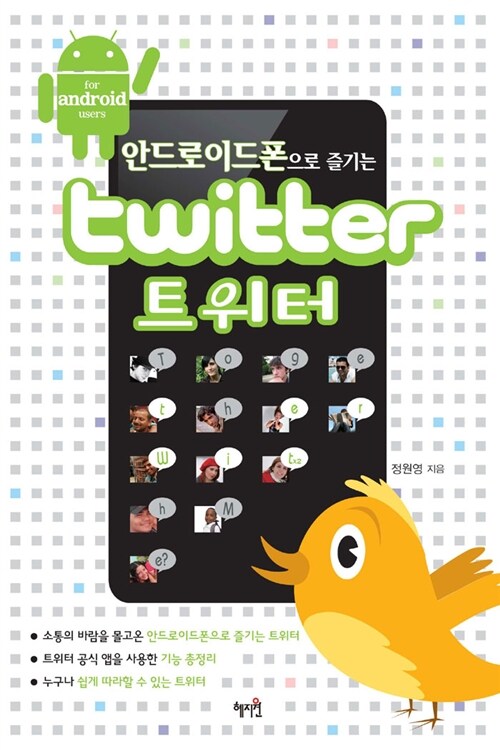 for
android
users
안드로이드폰으로 즐기는
twitter
트위터
T o g e
t h e r
W i tx2
h M
e?
정원영 지음
● 소통의 바람을 몰고온 안드로이드폰으로 즐기는 트위터
● 트위터 공식 앱을 사용한 기능 총정리
● 누구나 쉽게 따라할 수 있는 트위터
혜지원